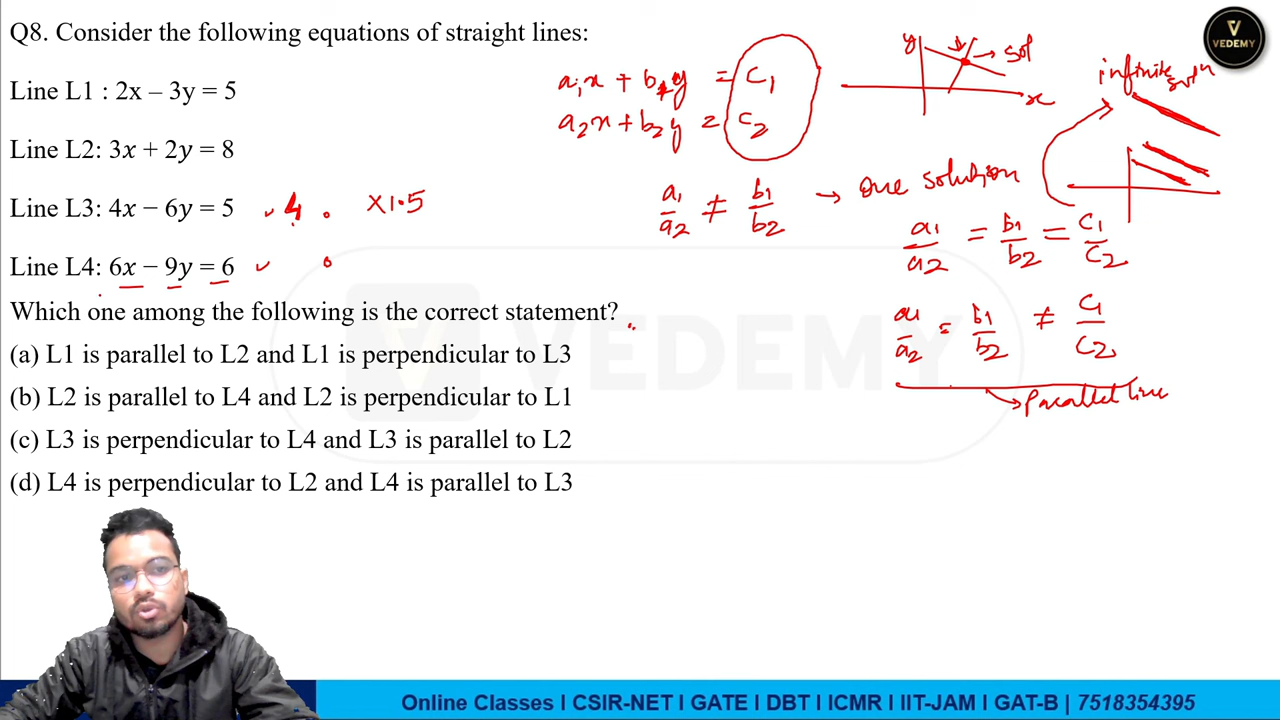 Q8. Consider the following equations of straight lines:
Line L1 : 2x – 3y = 5
Line L2: 3x + 2y = 8
Line L3: 4x − 6y = 5
4
×1.5
Line L4: 6x − 9y = 6
Which one among the following is the correct statement?
(a) L1 is parallel to L2 and L1 is perpendicular to L3
(b) L2 is parallel to L4 and L2 is perpendicular to L1
(c) L3 is perpendicular to L4 and L3 is parallel to L2
(d) L4 is perpendicular to L2 and L4 is parallel to L3
a1x + b1y = c1
a2x + b2y = c2
y
sol
x
infinite soln
a1/a2 ≠ b1/b2 → one solution
a1/a2 = b1/b2 = c1/c2
a1/a2 = b1/b2 ≠ c1/c2
→ Parallel line
V
VEDEMY
VEDEMY
Online Classes I CSIR-NET I GATE I DBT I ICMR I IIT-JAM I GAT-B I 7518354395